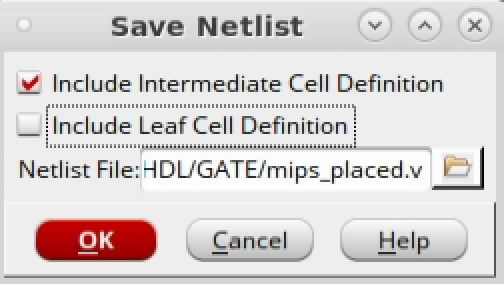 Save Netlist
Include Intermediate Cell Definition
Include Leaf Cell Definition
Netlist File: HDL/GATE/mips_placed.v
OK Cancel Help